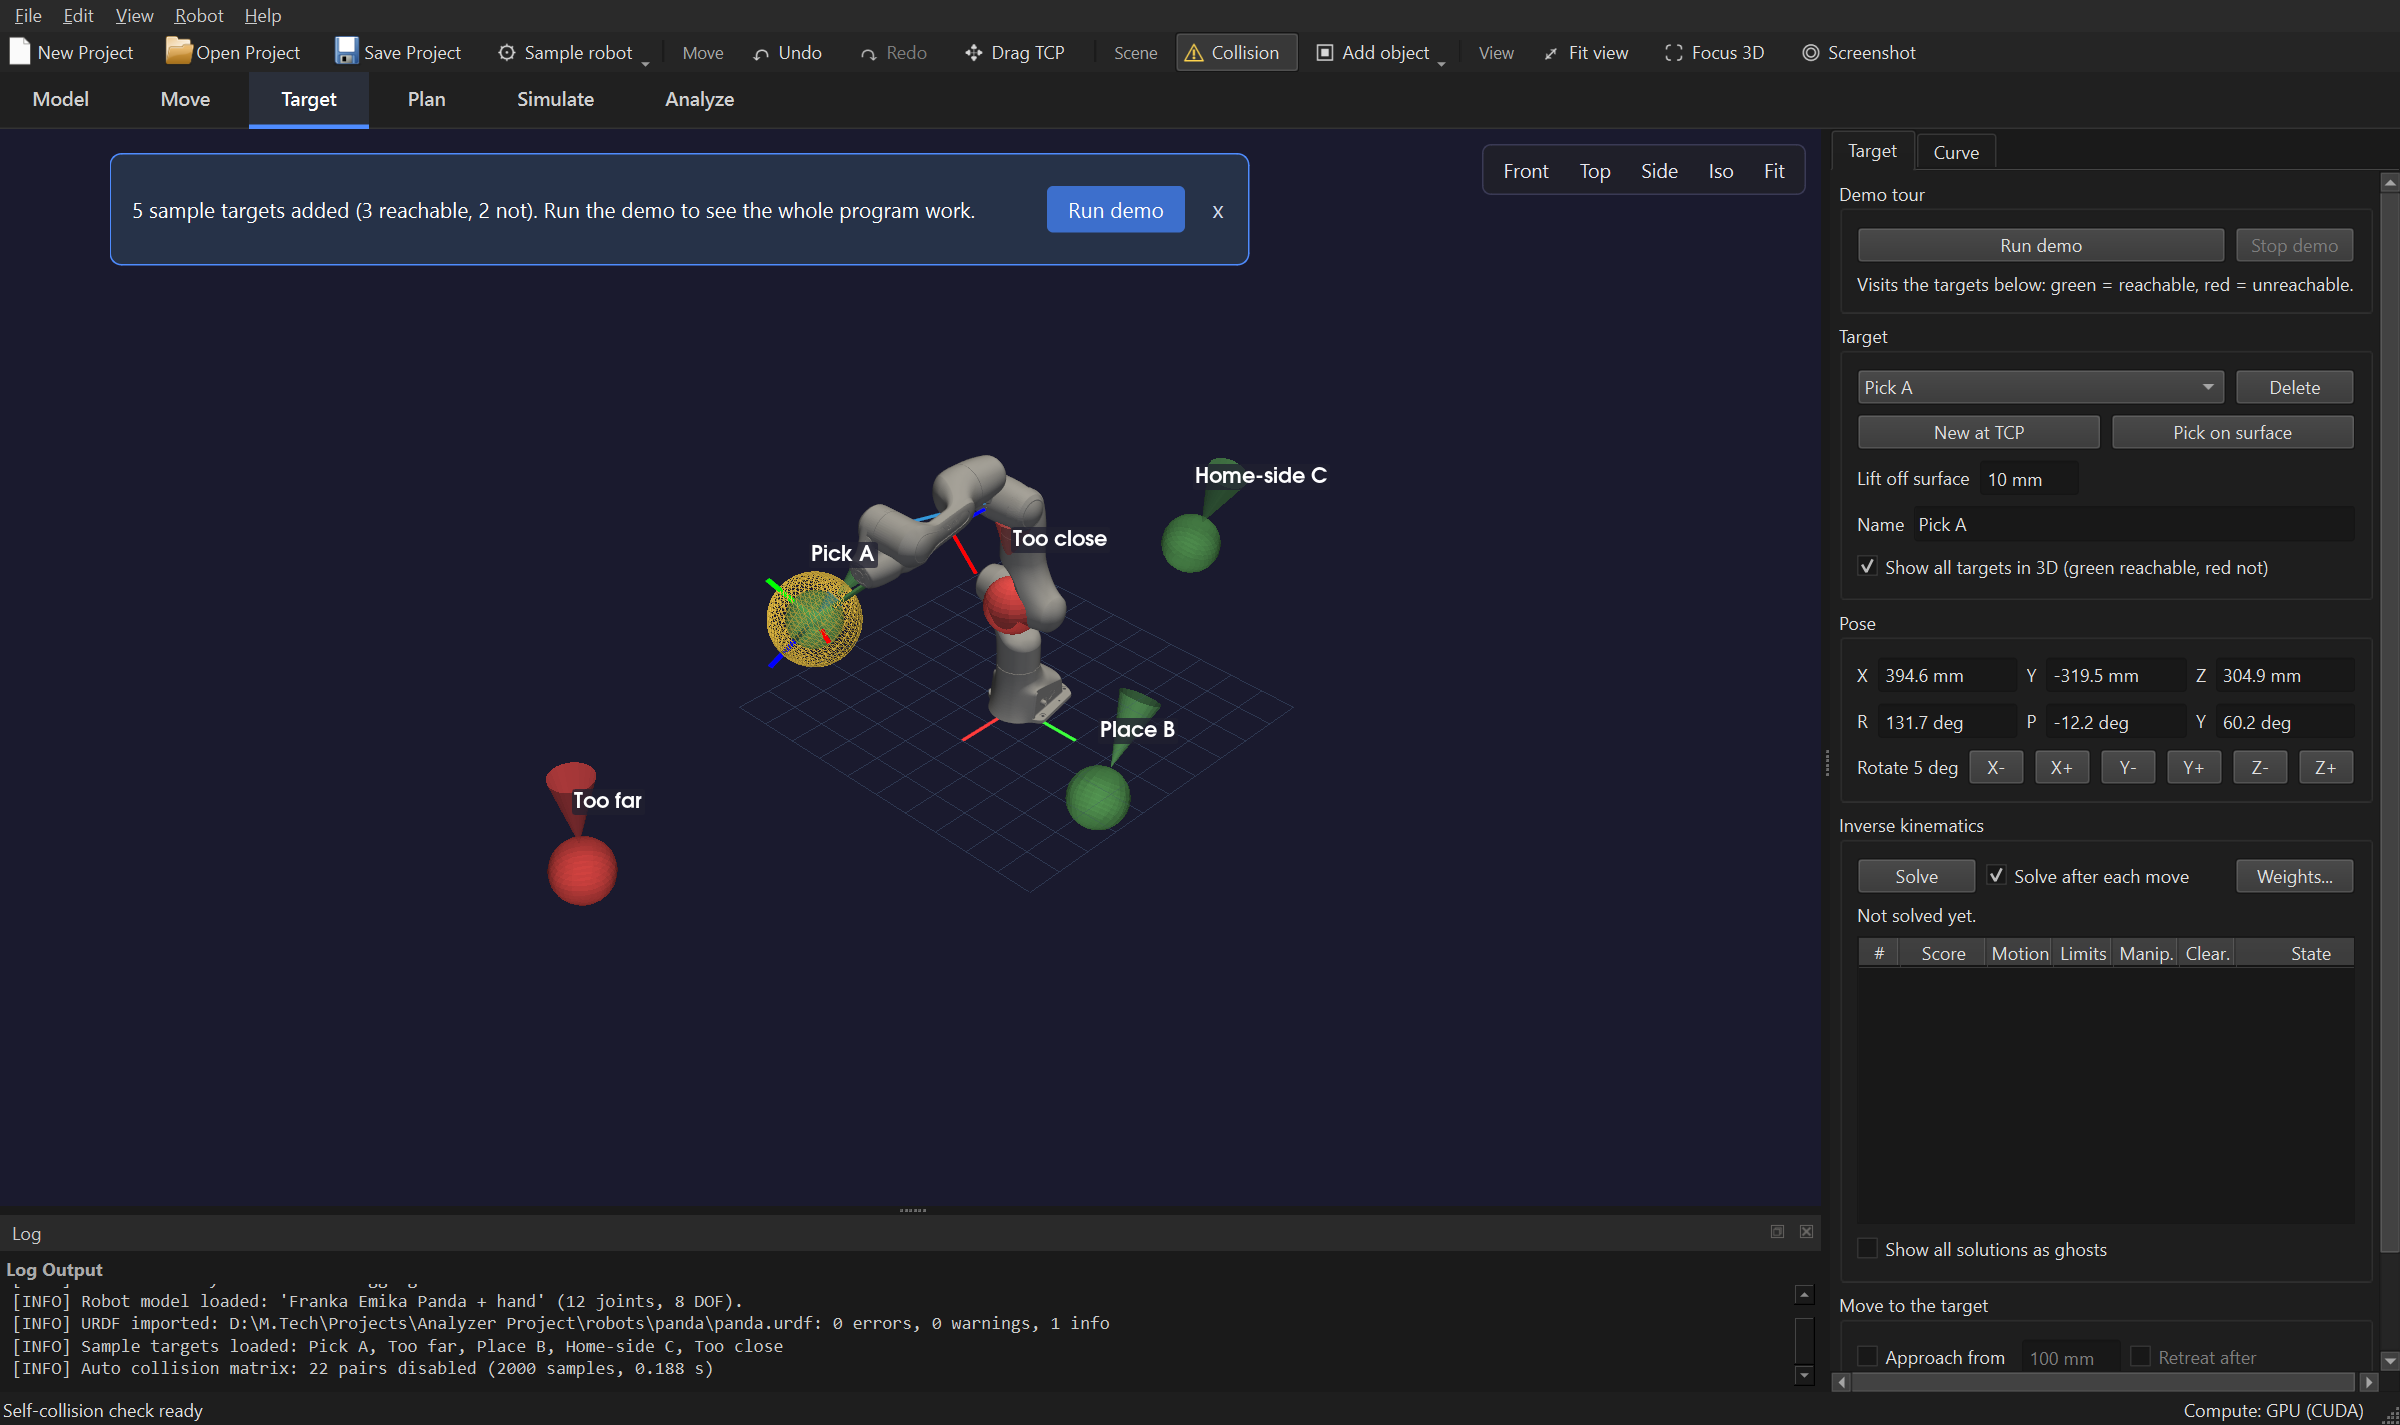 File Edit View Robot Help
New Project Open Project Save Project Sample robot Move Undo Redo Drag TCP Scene Collision Add object View Fit view Focus 3D Screenshot
Model Move Target Plan Simulate Analyze
5 sample targets added (3 reachable, 2 not). Run the demo to see the whole program work. Run demo x
Front Top Side Iso Fit
Home-side C
Too close
Pick A
Place B
Too far
Target Curve
Demo tour
Run demo Stop demo
Visits the targets below: green = reachable, red = unreachable.
Target
Pick A Delete
New at TCP Pick on surface
Lift off surface 10 mm
Name Pick A
Show all targets in 3D (green reachable, red not)
Pose
X 394.6 mm Y -319.5 mm Z 304.9 mm
R 131.7 deg P -12.2 deg Y 60.2 deg
Rotate 5 deg X- X+ Y- Y+ Z- Z+
Inverse kinematics
Solve Solve after each move Weights...
Not solved yet.
# Score Motion Limits Manip. Clear. State
Show all solutions as ghosts
Move to the target
Approach from 100 mm Retreat after
Log
Log Output
[INFO] Robot model loaded: 'Franka Emika Panda + hand' (12 joints, 8 DOF).
[INFO] URDF imported: D:\M.Tech\Projects\Analyzer Project\robots\panda\panda.urdf: 0 errors, 0 warnings, 1 info
[INFO] Sample targets loaded: Pick A, Too far, Place B, Home-side C, Too close
[INFO] Auto collision matrix: 22 pairs disabled (2000 samples, 0.188 s)
Self-collision check ready
Compute: GPU (CUDA)